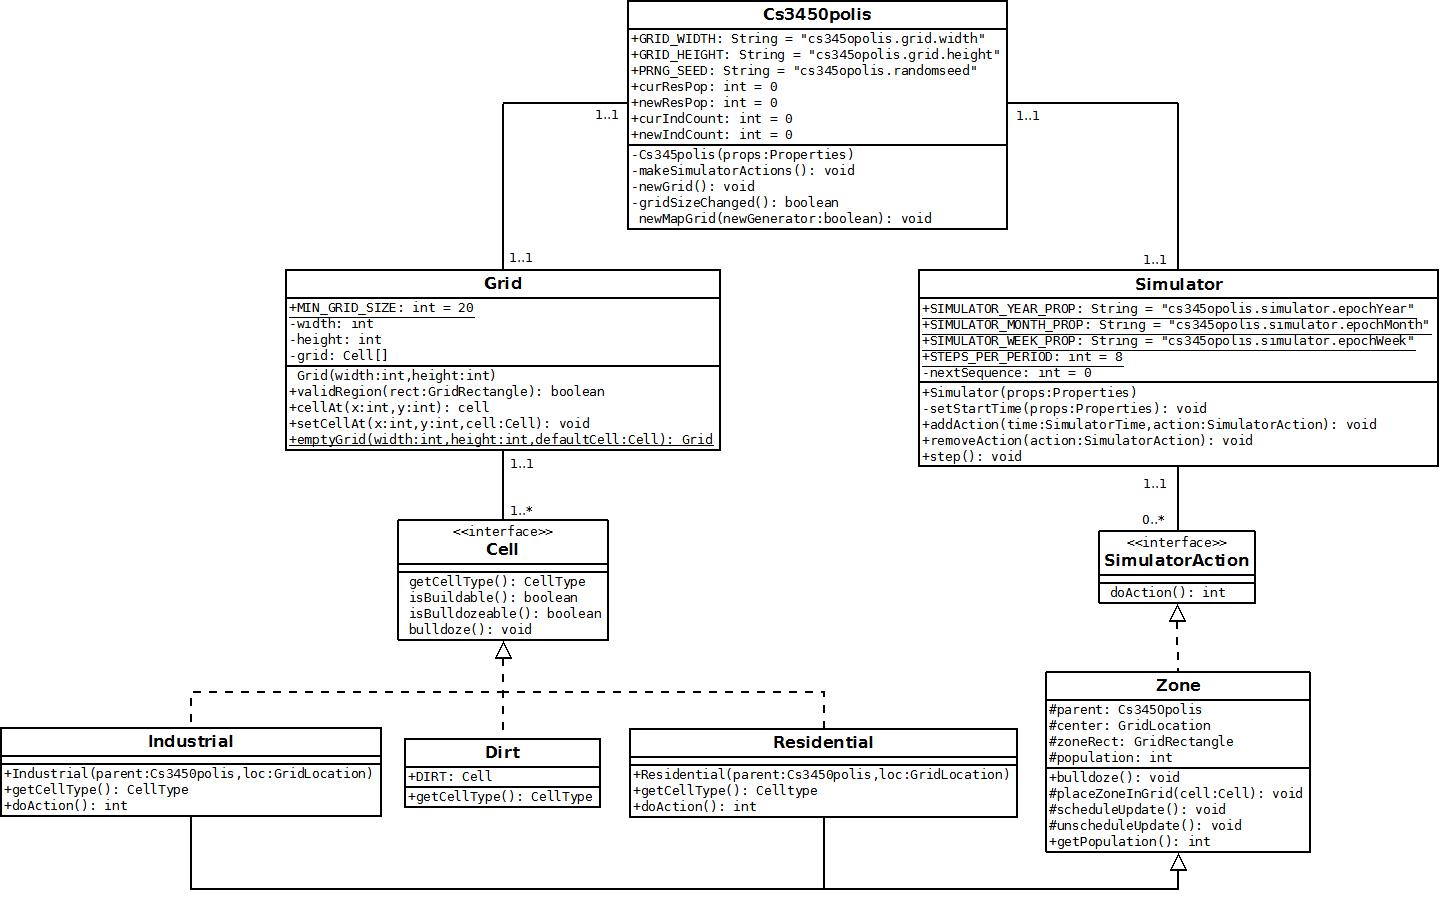 Cs3450polis
+GRID_WIDTH: String = "cs345opolis.grid.width"
+GRID_HEIGHT: String = "cs345opolis.grid.height"
+PRNG_SEED: String = "cs345opolis.randomseed"
+curResPop: int = 0
+newResPop: int = 0
+curIndCount: int = 0
+newIndCount: int = 0
-Cs345polis(props:Properties)
-makeSimulatorActions(): void
-newGrid(): void
-gridSizeChanged(): boolean
newMapGrid(newGenerator:boolean): void
1..1
1..1
1..1
1..1
Grid
+MIN_GRID_SIZE: int = 20
-width: int
-height: int
-grid: Cell[]
Grid(width:int,height:int)
+validRegion(rect:GridRectangle): boolean
+cellAt(x:int,y:int): cell
+setCellAt(x:int,y:int,cell:Cell): void
+emptyGrid(width:int,height:int,defaultCell:Cell): Grid
Simulator
+SIMULATOR_YEAR_PROP: String = "cs345opolis.simulator.epochYear"
+SIMULATOR_MONTH_PROP: String = "cs345opolis.simulator.epochMonth"
+SIMULATOR_WEEK_PROP: String = "cs345opolis.simulator.epochWeek"
+STEPS_PER_PERIOD: int = 8
-nextSequence: int = 0
+Simulator(props:Properties)
-setStartTime(props:Properties): void
+addAction(time:SimulatorTime,action:SimulatorAction): void
+removeAction(action:SimulatorAction): void
+step(): void
1..1
1..*
1..1
0..*
<<interface>>
Cell
getCellType(): CellType
isBuildable(): boolean
isBulldozeable(): boolean
bulldoze(): void
<<interface>>
SimulatorAction
doAction(): int
Industrial
+Industrial(parent:Cs3450polis,loc:GridLocation)
+getCellType(): CellType
+doAction(): int
Dirt
+DIRT: Cell
+getCellType(): CellType
Residential
+Residential(parent:Cs3450polis,loc:GridLocation)
+getCellType(): Celltype
+doAction(): int
Zone
#parent: Cs3450polis
#center: GridLocation
#zoneRect: GridRectangle
#population: int
+bulldoze(): void
#placeZoneInGrid(cell:Cell): void
#scheduleUpdate(): void
#unscheduleUpdate(): void
+getPopulation(): int